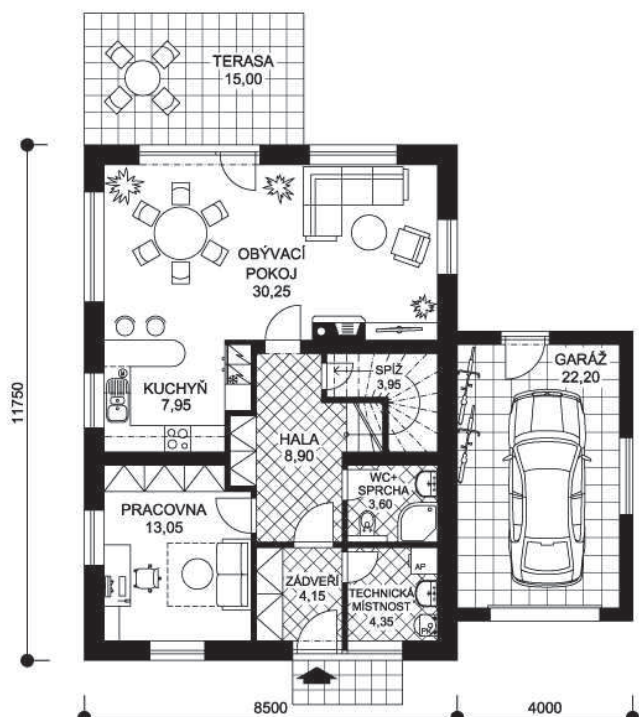 TERASA
15,00
OBÝVACÍ
POKOJ
30,25
SPÍŽ
3,95
GARÁŽ
22,20
KUCHYŇ
7,95
11750
HALA
8,90
WC+
SPRCHA
3,60
PRACOVNA
13,05
ZÁDVEŘÍ
4,15
AP
TECHNICKÁ
MÍSTNOST
4,35
PK
8500
4000